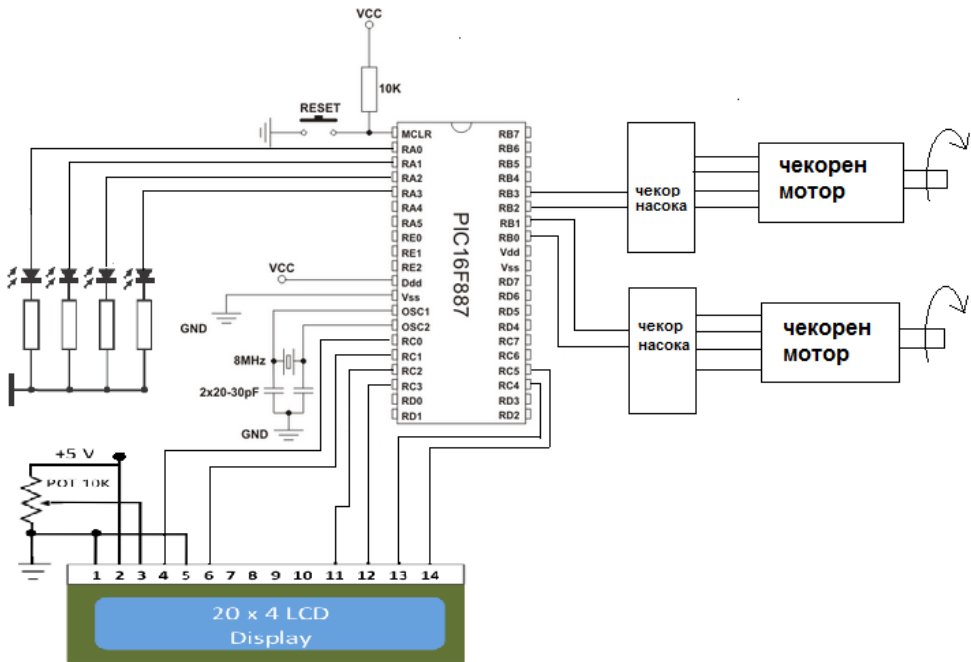 VCC
10K
RESET
MCLR
RA0
RA1
RA2
RA3
RA4
RA5
RE0
RE1
RE2
Ddd
Vss
OSC1
OSC2
RC0
RC1
RC2
RC3
RD0
RD1
PIC16F887
RB7
RB6
RB5
RB4
RB3
RB2
RB1
RB0
Vdd
Vss
RD7
RD6
RD5
RD4
RC7
RC6
RC5
RC4
RD3
RD2
чекор
насока
чекорен
мотор
чекор
насока
чекорен
мотор
VCC
GND
8MHz
2x20-30pF
GND
+5 V
POT 10K
1 2 3 4 5 6 7 8 9 10 11 12 13 14
20 x 4 LCD
Display